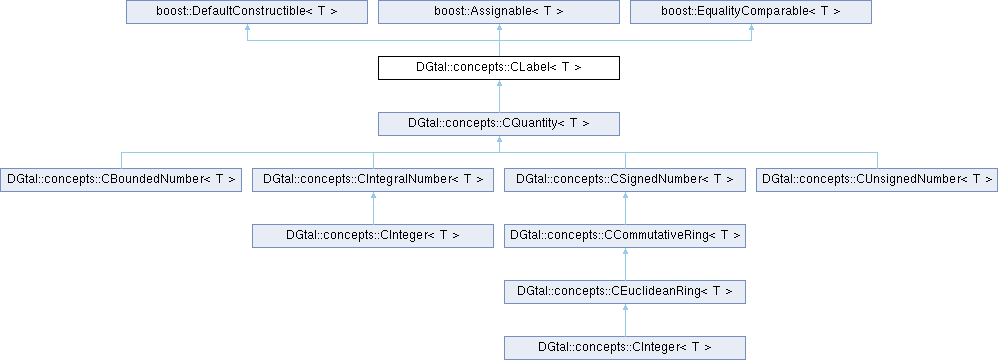 boost::DefaultConstructible< T >
boost::Assignable< T >
boost::EqualityComparable< T >
DGtal::concepts::CLabel< T >
DGtal::concepts::CQuantity< T >
DGtal::concepts::CBoundedNumber< T >
DGtal::concepts::CIntegralNumber< T >
DGtal::concepts::CSignedNumber< T >
DGtal::concepts::CUnsignedNumber< T >
DGtal::concepts::CInteger< T >
DGtal::concepts::CCommutativeRing< T >
DGtal::concepts::CEuclideanRing< T >
DGtal::concepts::CInteger< T >